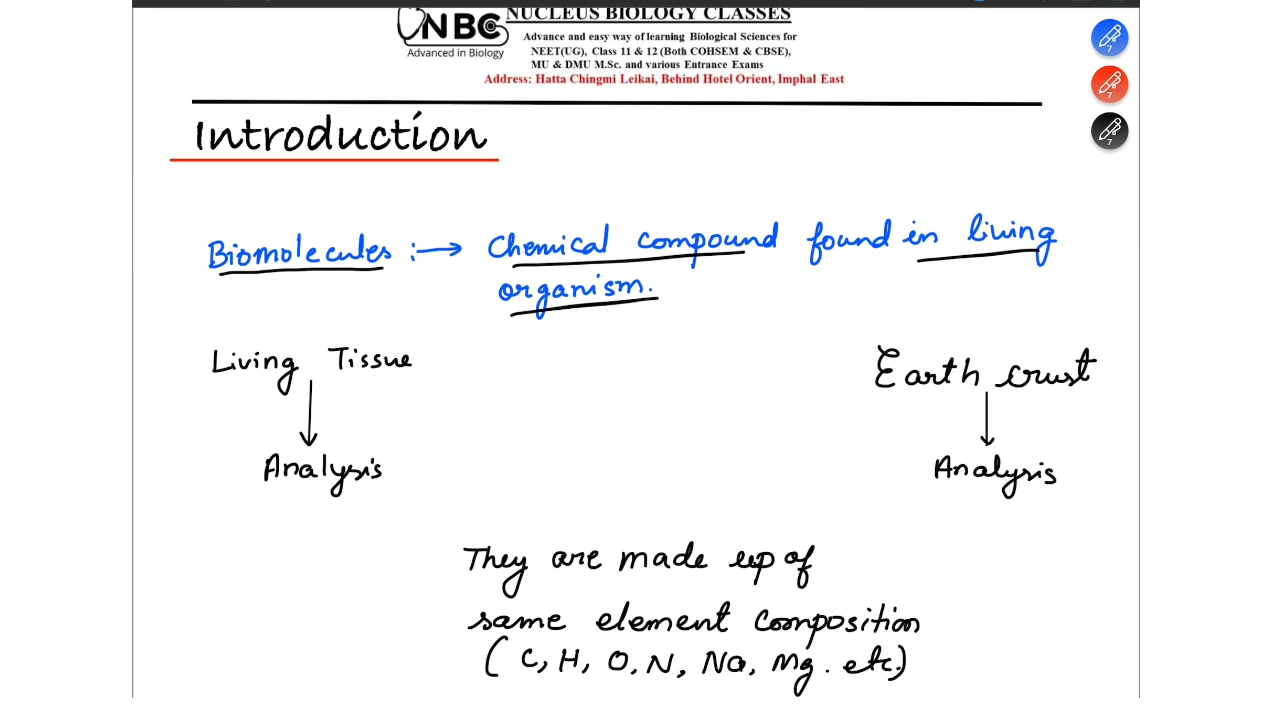 NBC
Advanced in Biology
NUCLEUS BIOLOGY CLASSES
Advance and easy way of learning Biological Sciences for
NEET(UG), Class 11 & 12 (Both COHSEM & CBSE),
MU & DMU M.Sc. and various Entrance Exams
Address: Hatta Chingmi Leikai, Behind Hotel Orient, Imphal East
7
7
7
Introduction
Biomolecules :→ Chemical compound found in living
organism.
Living Tissue
Earth crust
Analysis
Analysis
They are made up of
same element composition
( C, H, O, N, Na, Mg. etc.)